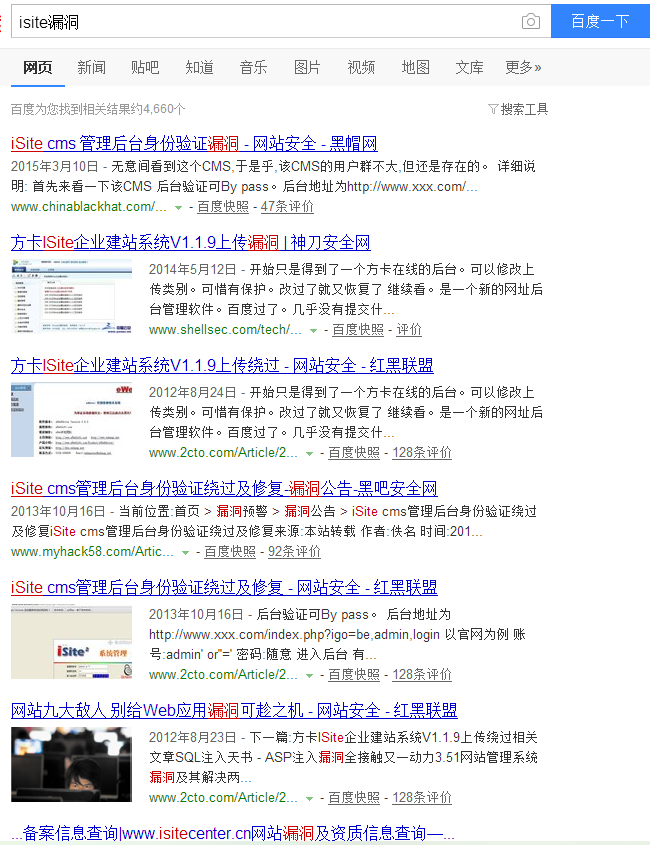 isite漏洞
百度一下
网页 新闻 贴吧 知道 音乐 图片 视频 地图 文库 更多»
百度为您找到相关结果约4,660个 搜索工具
iSite cms 管理后台身份验证漏洞 - 网站安全 - 黑帽网
2015年3月10日 - 无意间看到这个CMS,于是乎,该CMS的用户群不大,但还是存在的。 详细说
明: 首先来看一下该CMS 后台验证可By pass。后台地址为http://www.xxx.com/...
www.chinablackhat.com/... - 百度快照 - 47条评价
方卡ISite企业建站系统V1.1.9上传漏洞 | 神刀安全网
2014年5月12日 - 开始只是得到了一个方卡在线的后台。可以修改上
传类别。可惜有保护。改过了就又恢复了 继续看。是一个新的网址后
台管理软件。百度过了。几乎没有提交什...
www.shellsec.com/tech/... - 百度快照 - 评价
方卡ISite企业建站系统V1.1.9上传绕过 - 网站安全 - 红黑联盟
2012年8月24日 - 开始只是得到了一个方卡在线的后台。可以修改上
传类别。可惜有保护。改过了就又恢复了 继续看。是一个新的网址后
台管理软件。百度过了。几乎没有提交什...
www.2cto.com/Article/2... - 百度快照 - 128条评价
iSite cms管理后台身份验证绕过及修复-漏洞公告-黑吧安全网
2013年10月16日 - 当前位置:首页 > 漏洞预警 > 漏洞公告 > iSite cms管理后台身份验证绕过
及修复iSite cms管理后台身份验证绕过及修复来源:本站转载 作者:佚名 时间:201...
www.myhack58.com/Artic... - 百度快照 - 92条评价
iSite cms管理后台身份验证绕过及修复 - 网站安全 - 红黑联盟
iSite² 系统管理
2013年10月16日 - 后台验证可By pass。 后台地址为
http://www.xxx.com/index.php?igo=be,admin,login 以官网为例 账
号:admin' or''=' 密码:随意 进入后台 有...
www.2cto.com/Article/2... - 百度快照 - 128条评价
网站九大敌人 别给Web应用漏洞可趁之机 - 网站安全 - 红黑联盟
2012年8月23日 - 下一篇:方卡ISite企业建站系统V1.1.9上传绕过相关
文章SQL注入天书 - ASP注入漏洞全接触又一动力3.51网站管理系统
漏洞及其解决两...
www.2cto.com/Article/2... - 百度快照 - 128条评价
...备案信息查询|www.isitecenter.cn网站漏洞及资质信息查询—...